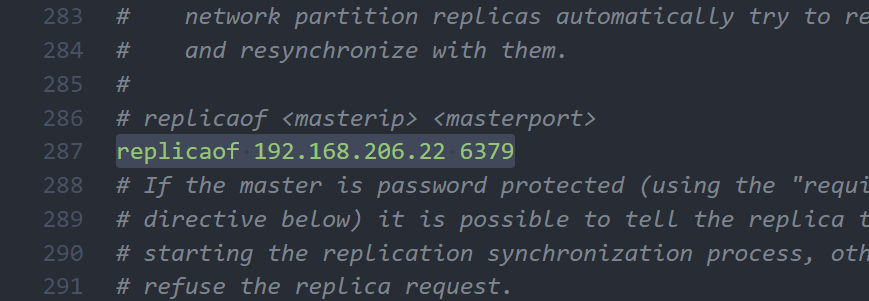 283 # network partition replicas automatically try to re
284 # and resynchronize with them.
285 #
286 # replicaof <masterip> <masterport>
287 replicaof 192.168.206.22 6379
288 # If the master is password protected (using the "requi
289 # directive below) it is possible to tell the replica t
290 # starting the replication synchronization process, oth
291 # refuse the replica request.